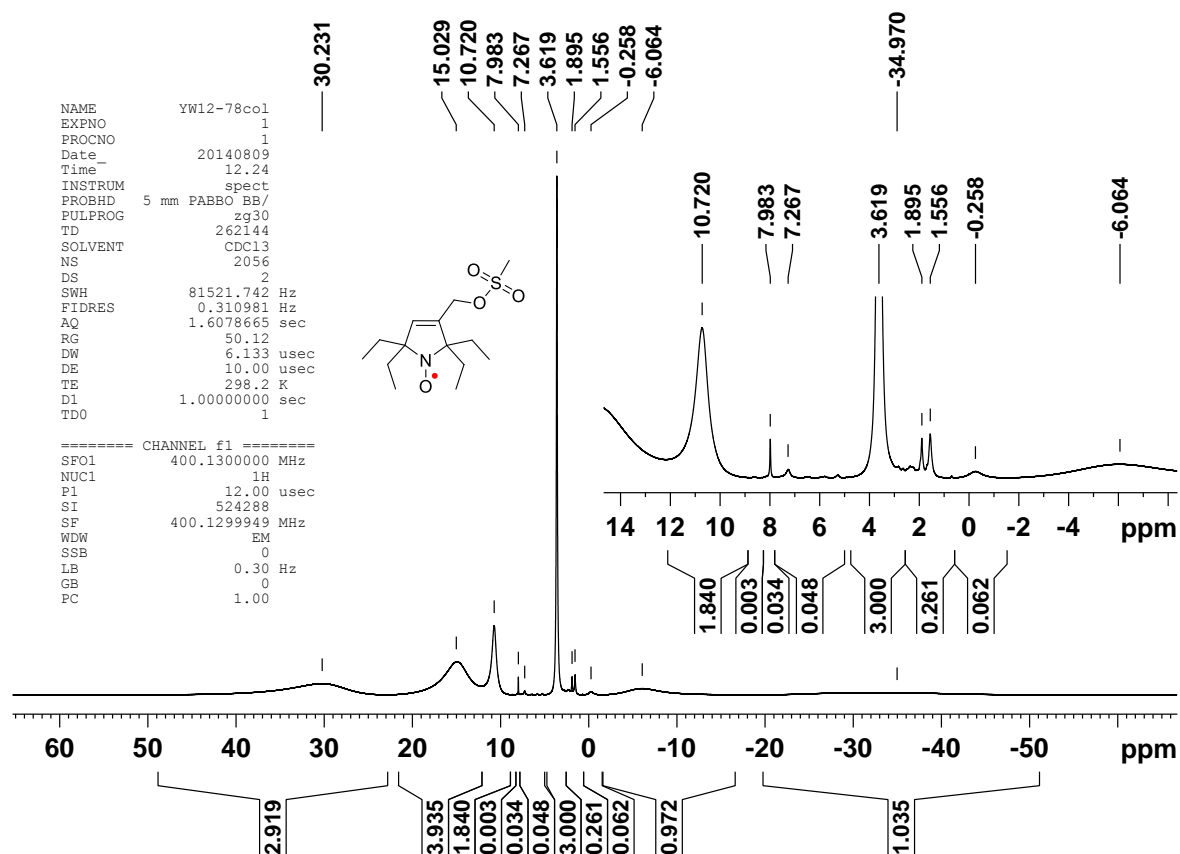 30.231
15.029
10.720
7.983
7.267
3.619
1.895
1.556
-0.258
-6.064
-34.970
NAME YW12-78col
EXPNO 1
PROCNO 1
Date_ 20140809
Time 12.24
INSTRUM spect
PROBHD 5 mm PABBO BB/
PULPROG zg30
TD 262144
SOLVENT CDCl3
NS 2056
DS 2
SWH 81521.742 Hz
FIDRES 0.310981 Hz
AQ 1.6078665 sec
RG 50.12
DW 6.133 usec
DE 10.00 usec
TE 298.2 K
D1 1.00000000 sec
TD0 1
======== CHANNEL f1 ========
SFO1 400.1300000 MHz
NUC1 1H
P1 12.00 usec
SI 524288
SF 400.1299949 MHz
WDW EM
SSB 0
LB 0.30 Hz
GB 0
PC 1.00
O
S
O
O
N
O
10.720
7.983
7.267
3.619
1.895
1.556
-0.258
-6.064
14 12 10 8 6 4 2 0 -2 -4 ppm
1.840
0.003
0.034
0.048
3.000
0.261
0.062
60 50 40 30 20 10 0 -10 -20 -30 -40 -50 ppm
2.919
3.935
1.840
0.003
0.034
0.048
3.000
0.261
0.062
0.972
1.035